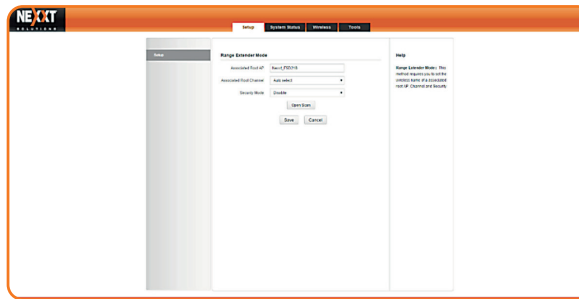 NEXXT
SOLUTIONS
Setup System Status Wireless Tools
Setup
Range Extender Mode
Associated Root AP
Associated Root Channel Auto select
Security Mode Disable
Open Scan
Save Cancel
Help
Range Extender Mode: This
method requires you to set the
wireless name of a associated
root AP, Channel and Security